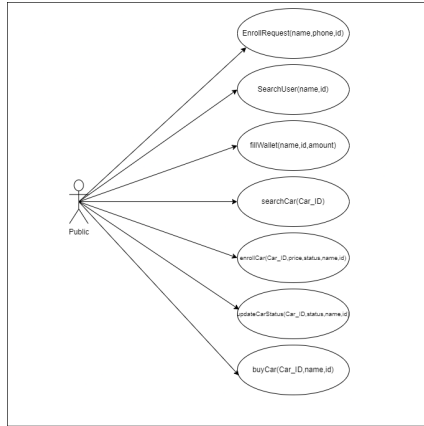 EnrollRequest(name,phone,id)
SearchUser(name,id)
fillWallet(name,id,amount)
searchCar(Car_ID)
Public
enrollCar(Car_ID,price,status,name,id)
updateCarStatus(Car_ID,status,name,id)
buyCar(Car_ID,name,id)